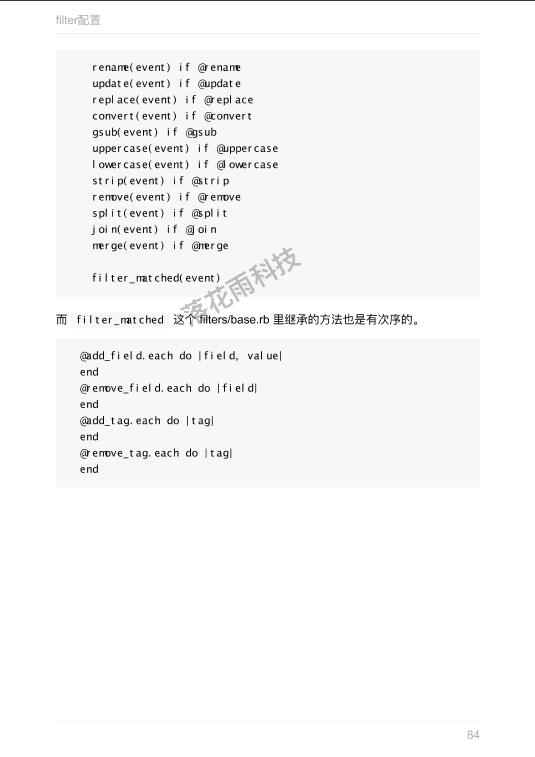 filter配置
rename(event) if @rename
update(event) if @update
replace(event) if @replace
convert(event) if @convert
gsub(event) if @gsub
uppercase(event) if @uppercase
lowercase(event) if @lowercase
strip(event) if @strip
remove(event) if @remove
split(event) if @split
join(event) if @join
merge(event) if @merge
filter_matched(event)
落花雨科技
而 filter_matched 这个 filters/base.rb 里继承的方法也是有次序的。
@add_field.each do |field, value|
end
@remove_field.each do |field|
end
@add_tag.each do |tag|
end
@remove_tag.each do |tag|
end
84